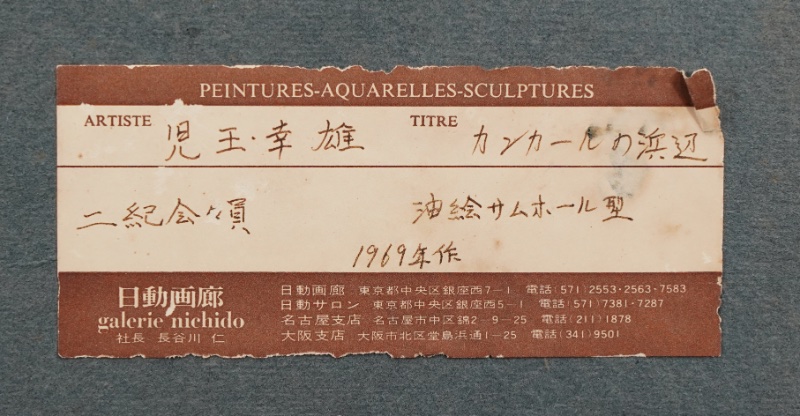 PEINTURES-AQUARELLES-SCULPTURES
ARTISTE 児玉・幸雄 TITRE カンカールの浜辺
二紀会々員 油絵サムホール型
1969年作
日動画廊
galerie nichido
社長 長谷川 仁
日動画廊 東京都中央区銀座西7-1 電話(571)2553・2563・7583
日動サロン 東京都中央区銀座西5-1 電話(571)7381・7287
名古屋支店 名古屋市中区錦2-9-25 電話(211)1878
大阪支店 大阪市北区堂島浜通1-25 電話(341)9501